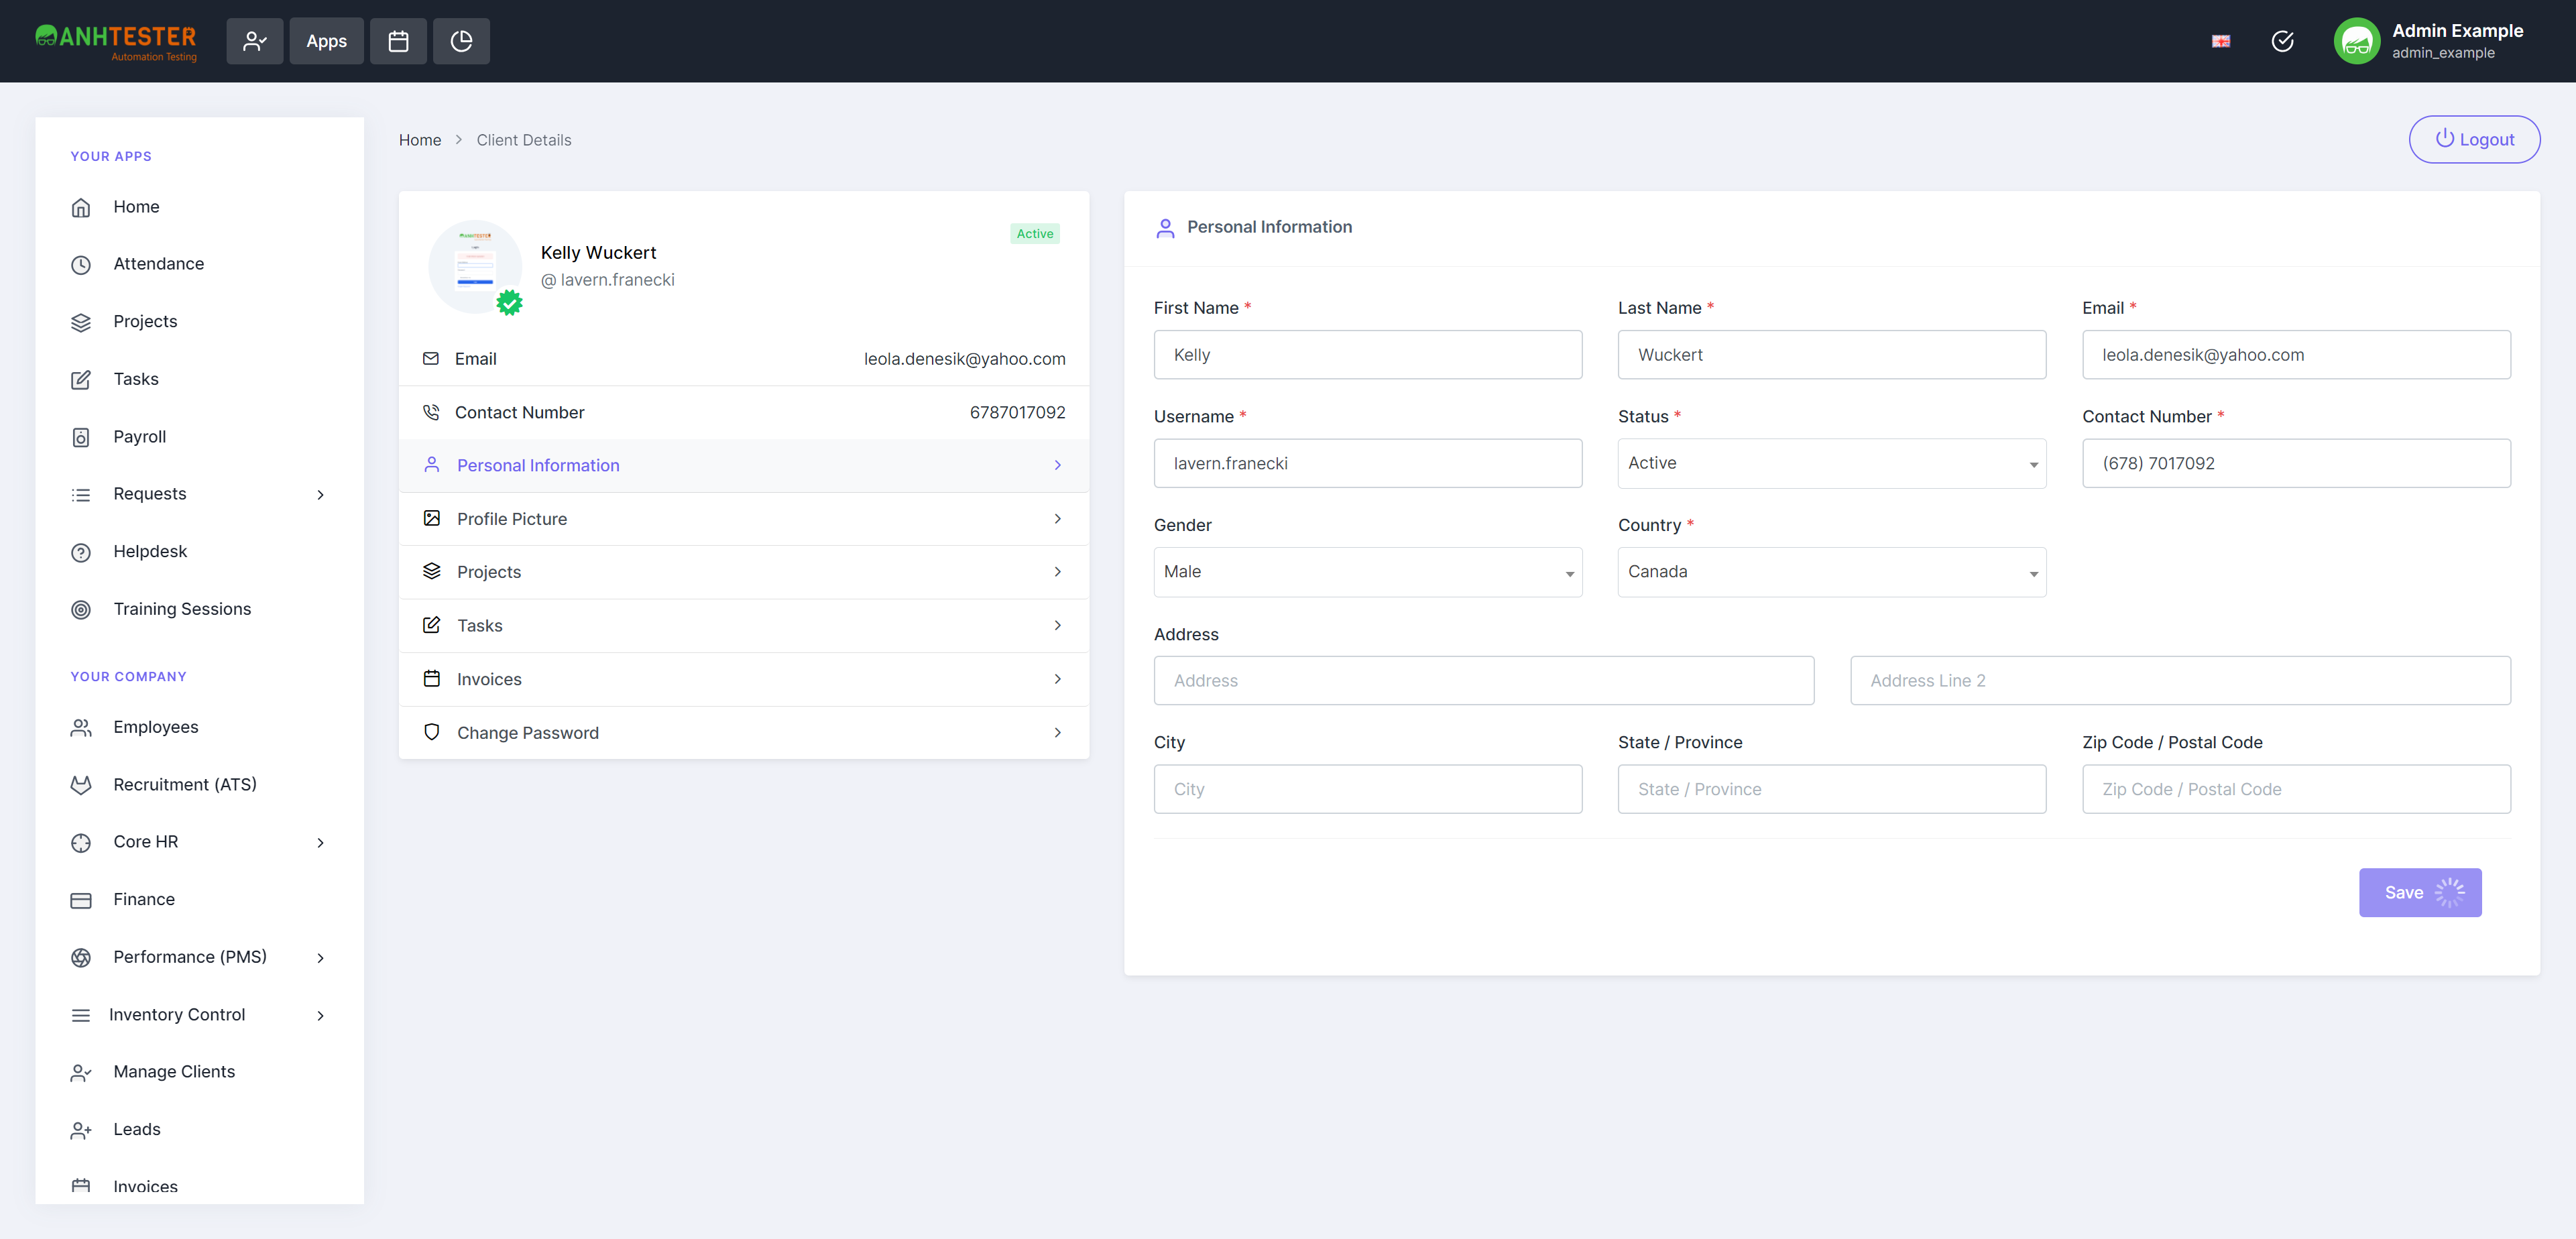 ANHTESTER
Automation Testing
Apps
Admin Example
admin_example
YOUR APPS
Home
Attendance
Projects
Tasks
Payroll
Requests
Helpdesk
Training Sessions
YOUR COMPANY
Employees
Recruitment (ATS)
Core HR
Finance
Performance (PMS)
Inventory Control
Manage Clients
Leads
Invoices
Home > Client Details
Logout
Active
Kelly Wuckert
@ lavern.franecki
Email leola.denesik@yahoo.com
Contact Number 6787017092
Personal Information
Profile Picture
Projects
Tasks
Invoices
Change Password
Personal Information
First Name * Last Name * Email *
Kelly Wuckert leola.denesik@yahoo.com
Username * Status * Contact Number *
lavern.franecki Active (678) 7017092
Gender Country *
Male Canada
Address
Address Address Line 2
City State / Province Zip Code / Postal Code
City State / Province Zip Code / Postal Code
Save